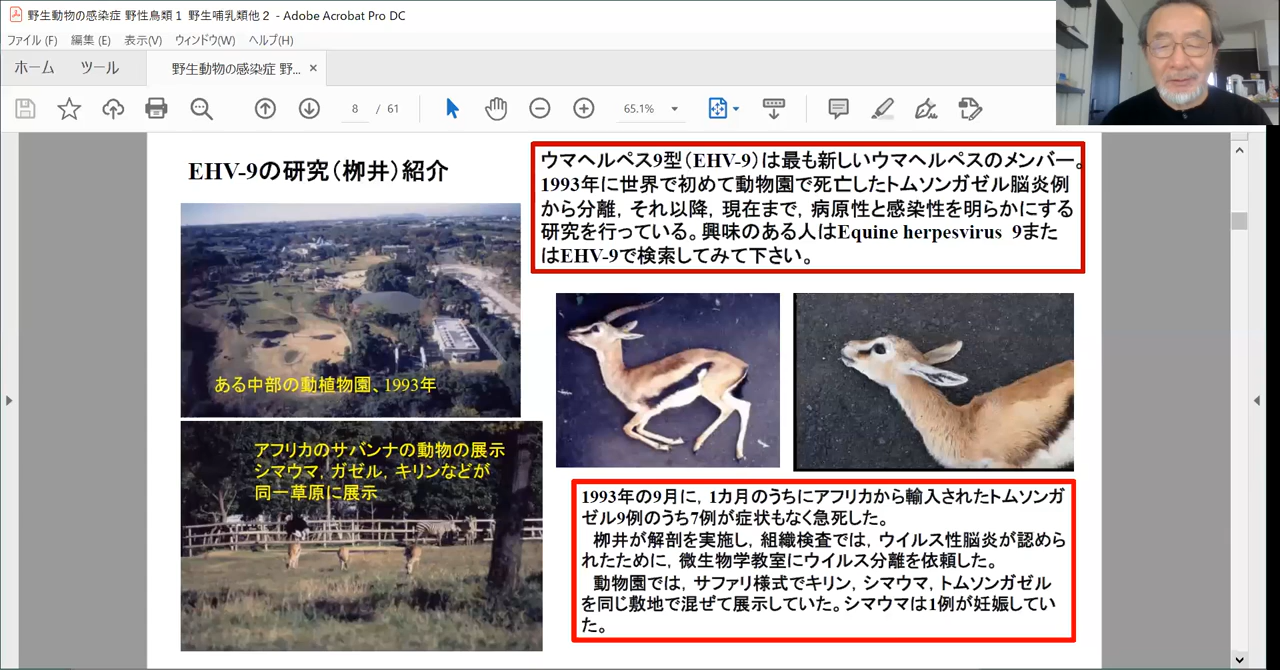 野生動物の感染症 野性鳥類１ 野生哺乳類他２ - Adobe Acrobat Pro DC
ファイル(F) 編集(E) 表示(V) ウィンドウ(W) ヘルプ(H)
ホーム ツール 野生動物の感染症 野... ×
8 / 61 65.1%
EHV-9の研究（栁井）紹介
ウマヘルペス9型（EHV-9）は最も新しいウマヘルペスのメンバー。
1993年に世界で初めて動物園で死亡したトムソンガゼル脳炎例
から分離，それ以降，現在まで，病原性と感染性を明らかにする
研究を行っている。興味のある人はEquine herpesvirus 9また
はEHV-9で検索してみて下さい。
ある中部の動植物園、1993年
アフリカのサバンナの動物の展示
シマウマ，ガゼル，キリンなどが
同一草原に展示
1993年の9月に，1カ月のうちにアフリカから輸入されたトムソンガ
ゼル9例のうち7例が症状もなく急死した。
栁井が解剖を実施し，組織検査では，ウイルス性脳炎が認めら
れたために，微生物学教室にウイルス分離を依頼した。
動物園では，サファリ様式でキリン，シマウマ，トムソンガゼル
を同じ敷地で混ぜて展示していた。シマウマは1例が妊娠してい
た。